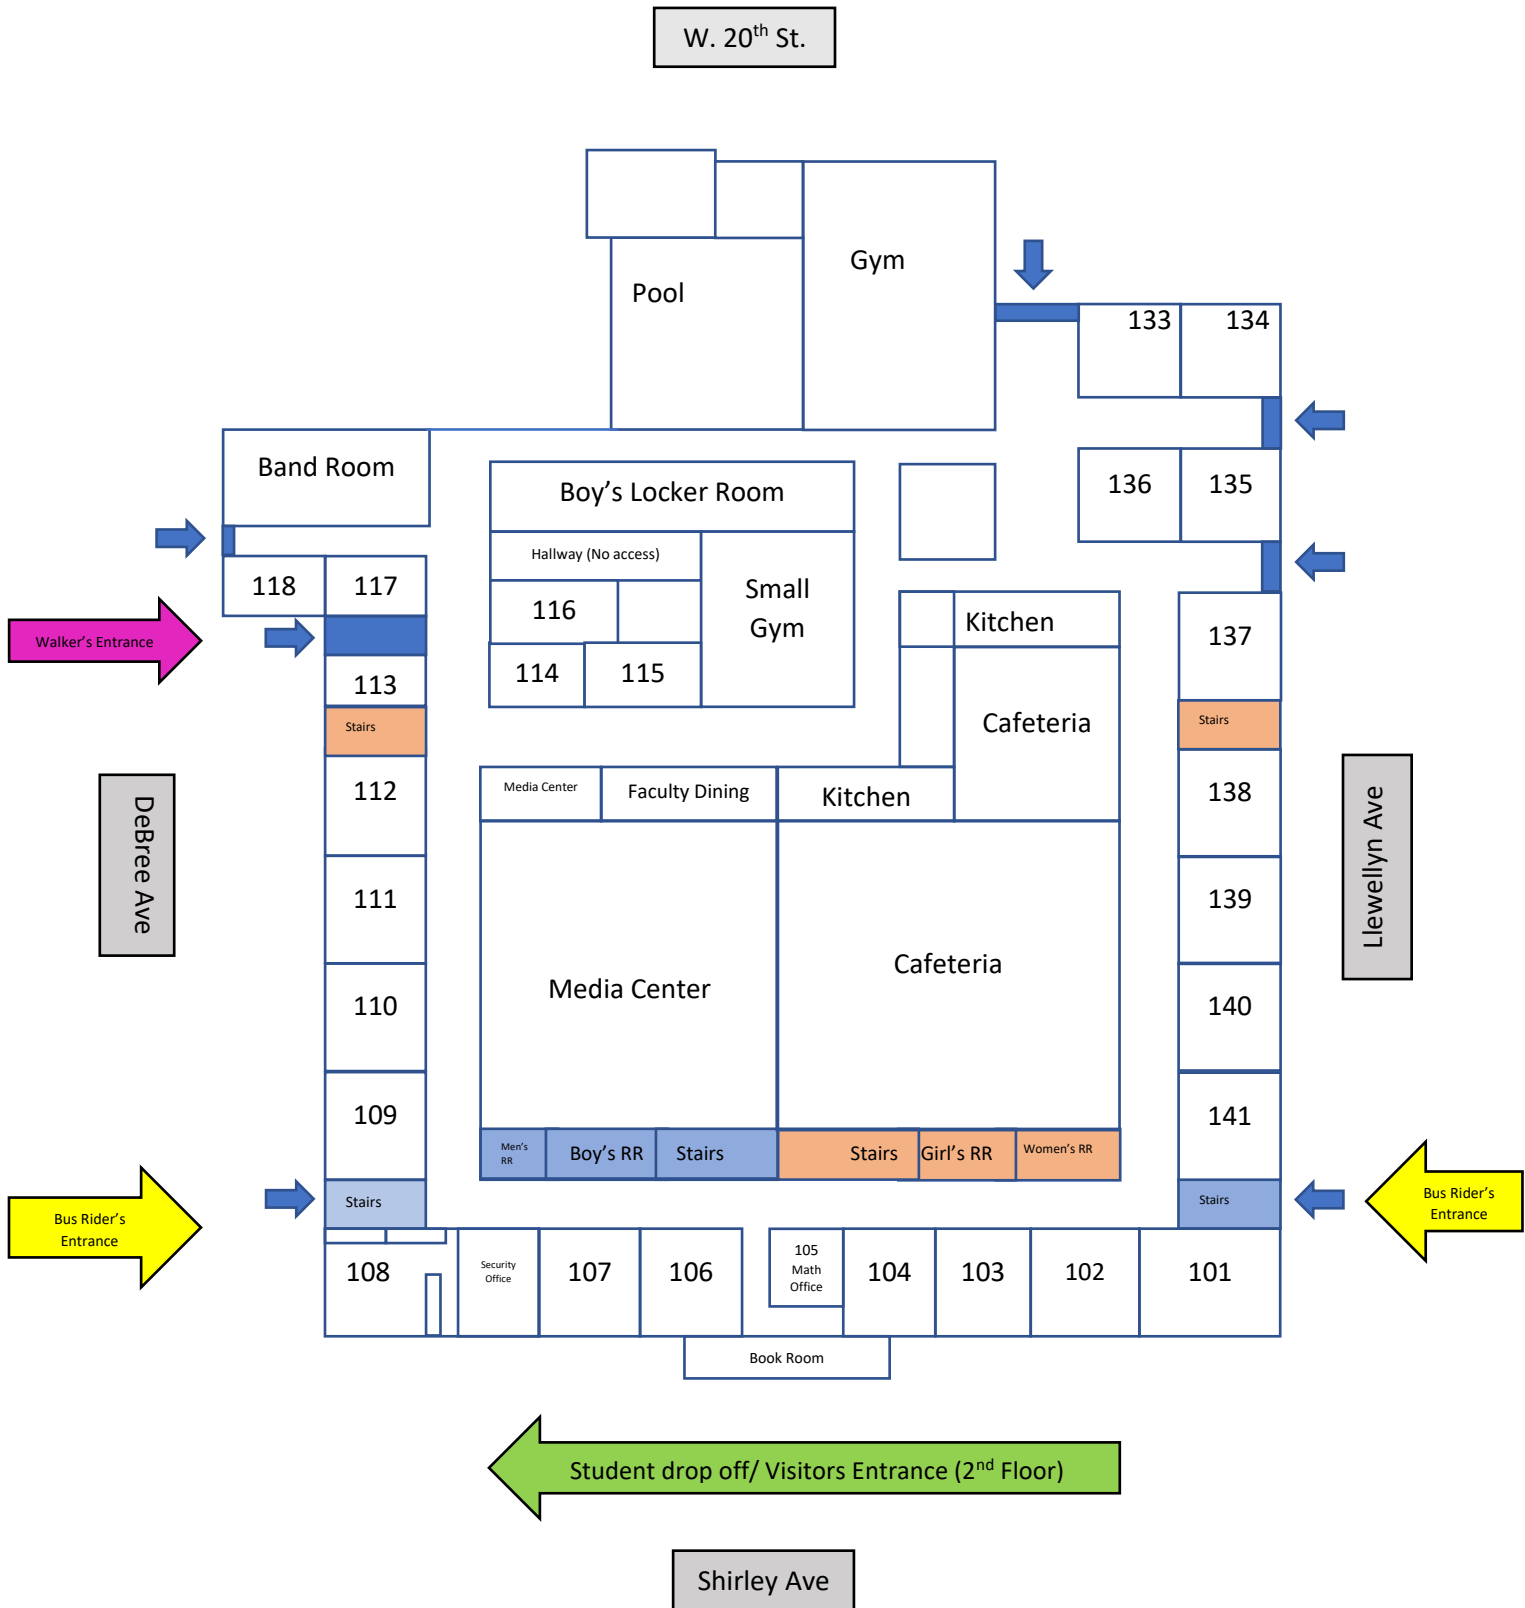 W. 20th St.
Gym
Pool
133
134
Band Room
Boy's Locker Room
136
135
Hallway (No access)
118
117
116
Small
Gym
Kitchen
137
Walker's Entrance
113
114
115
Stairs
Cafeteria
Stairs
112
Media Center
Faculty Dining
Kitchen
138
DeBree Ave
111
139
Llewellyn Ave
Media Center
Cafeteria
110
140
109
141
Men's
RR
Boy's RR
Stairs
Stairs
Girl's RR
Women's RR
Bus Rider's
Entrance
Stairs
Stairs
Bus Rider's
Entrance
108
Security
Office
107
106
105
Math
Office
104
103
102
101
Book Room
Student drop off/ Visitors Entrance (2nd Floor)
Shirley Ave